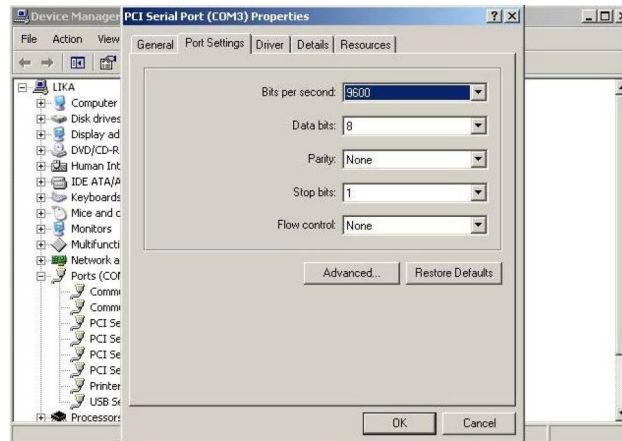 Device Manager
PCI Serial Port (COM3) Properties
File Action View
General Port Settings Driver Details Resources
LIKA
Computer
Disk drives
Display ad
DVD/CD-R
Human Int
IDE ATA/A
Keyboards
Mice and o
Monitors
Multifuncti
Network a
Ports (CO
Commu
Commu
PCI Se
PCI Se
PCI Se
PCI Se
Printer
USB Se
Processors
Bits per second: 9600
Data bits: 8
Parity: None
Stop bits: 1
Flow control: None
Advanced... Restore Defaults
OK Cancel